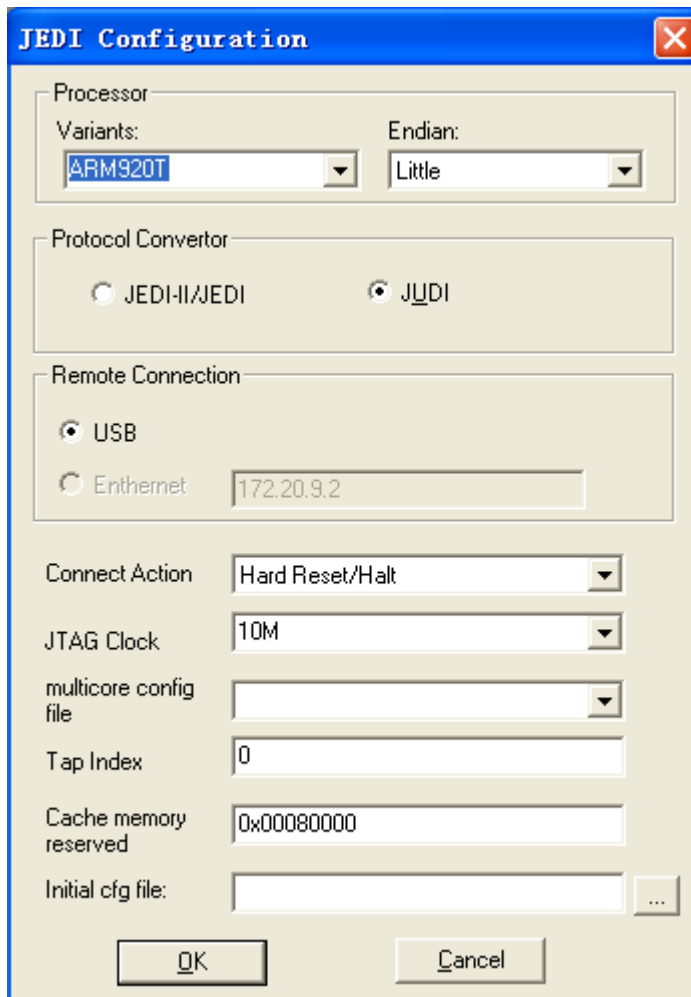 JEDI Configuration
Processor
Variants:
Endian:
ARM920T
Little
Protocol Convertor
JEDI-II/JEDI
JUDI
Remote Connection
USB
Enthernet
172.20.9.2
Connect Action
Hard Reset/Halt
JTAG Clock
10M
multicore config
file
Tap Index
0
Cache memory
reserved
0x00080000
Initial cfg file:
...
OK
Cancel